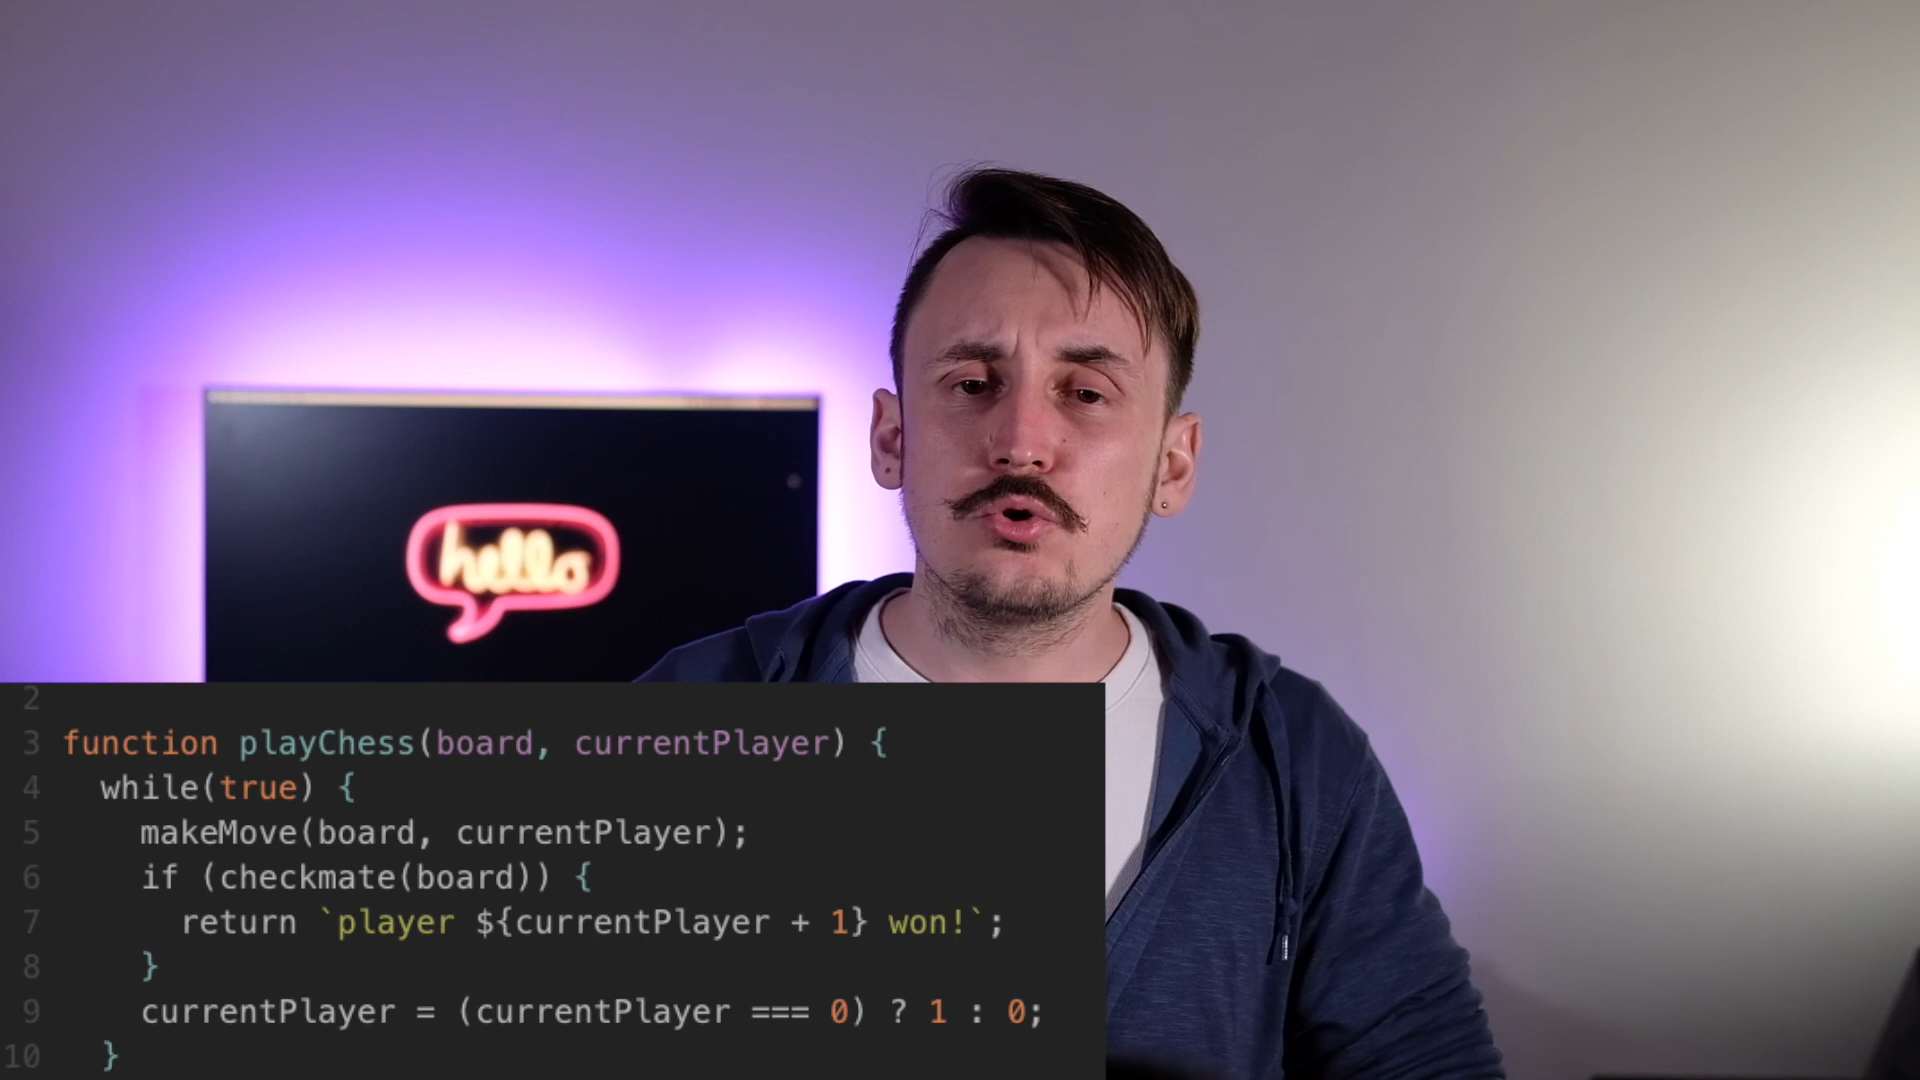 hello
2
3 function playChess(board, currentPlayer) {
4 while(true) {
5 makeMove(board, currentPlayer);
6 if (checkmate(board)) {
7 return `player ${currentPlayer + 1} won!`;
8 }
9 currentPlayer = (currentPlayer === 0) ? 1 : 0;
10 }